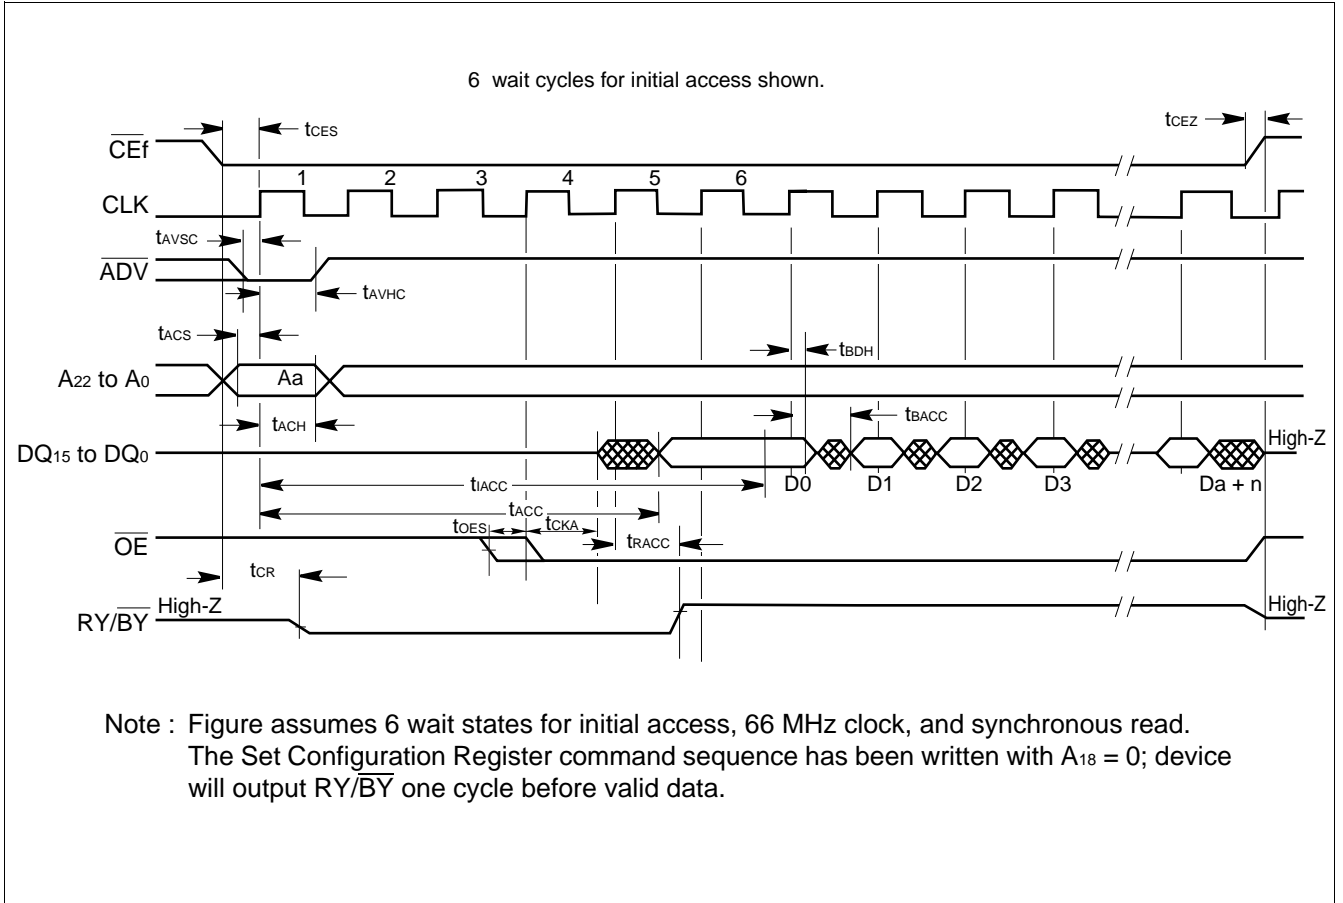 6 wait cycles for initial access shown.
tCES
tCEZ
CEf
1 2 3 4 5 6
CLK
tAVSC
ADV
tAVHC
tACS
tBDH
A22 to A0
Aa
tACH
tBACC
DQ15 to DQ0
High-Z
tIACC
D0 D1 D2 D3 Da + n
tACC
tOES
tCKA
OE
tRACC
tCR
High-Z
High-Z
RY/BY
Note : Figure assumes 6 wait states for initial access, 66 MHz clock, and synchronous read.
The Set Configuration Register command sequence has been written with A18 = 0; device
will output RY/BY one cycle before valid data.